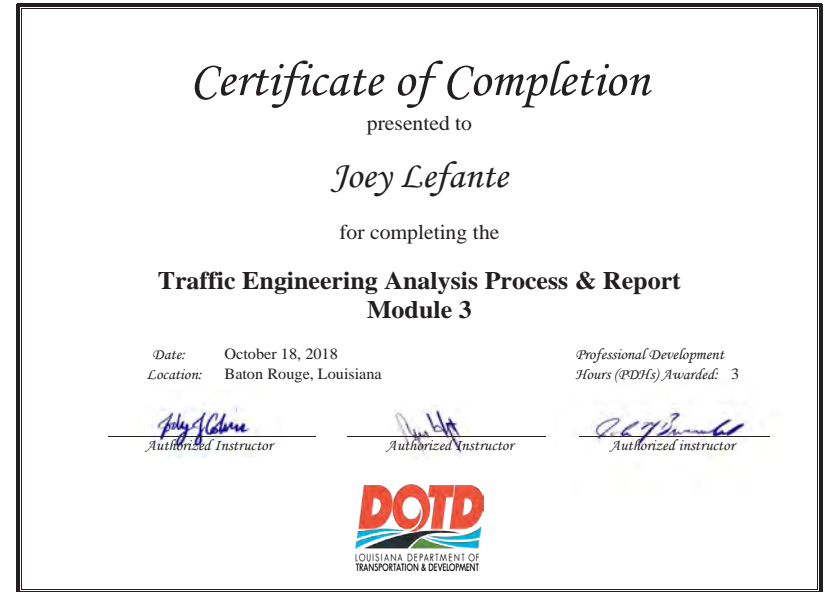 Certificate of Completion
presented to
Joey Lefante
for completing the
Traffic Engineering Analysis Process & Report
Module 3
Date: October 18, 2018
Location: Baton Rouge, Louisiana
Professional Development
Hours (PDHs) Awarded: 3
Authorized Instructor
Authorized Instructor
Authorized instructor
DOTD
LOUISIANA DEPARTMENT OF
TRANSPORTATION & DEVELOPMENT